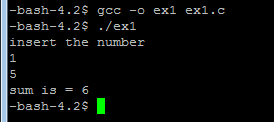 -bash-4.2$ gcc -o ex1 ex1.c
-bash-4.2$ ./ex1
insert the number
1
5
sum is = 6
-bash-4.2$